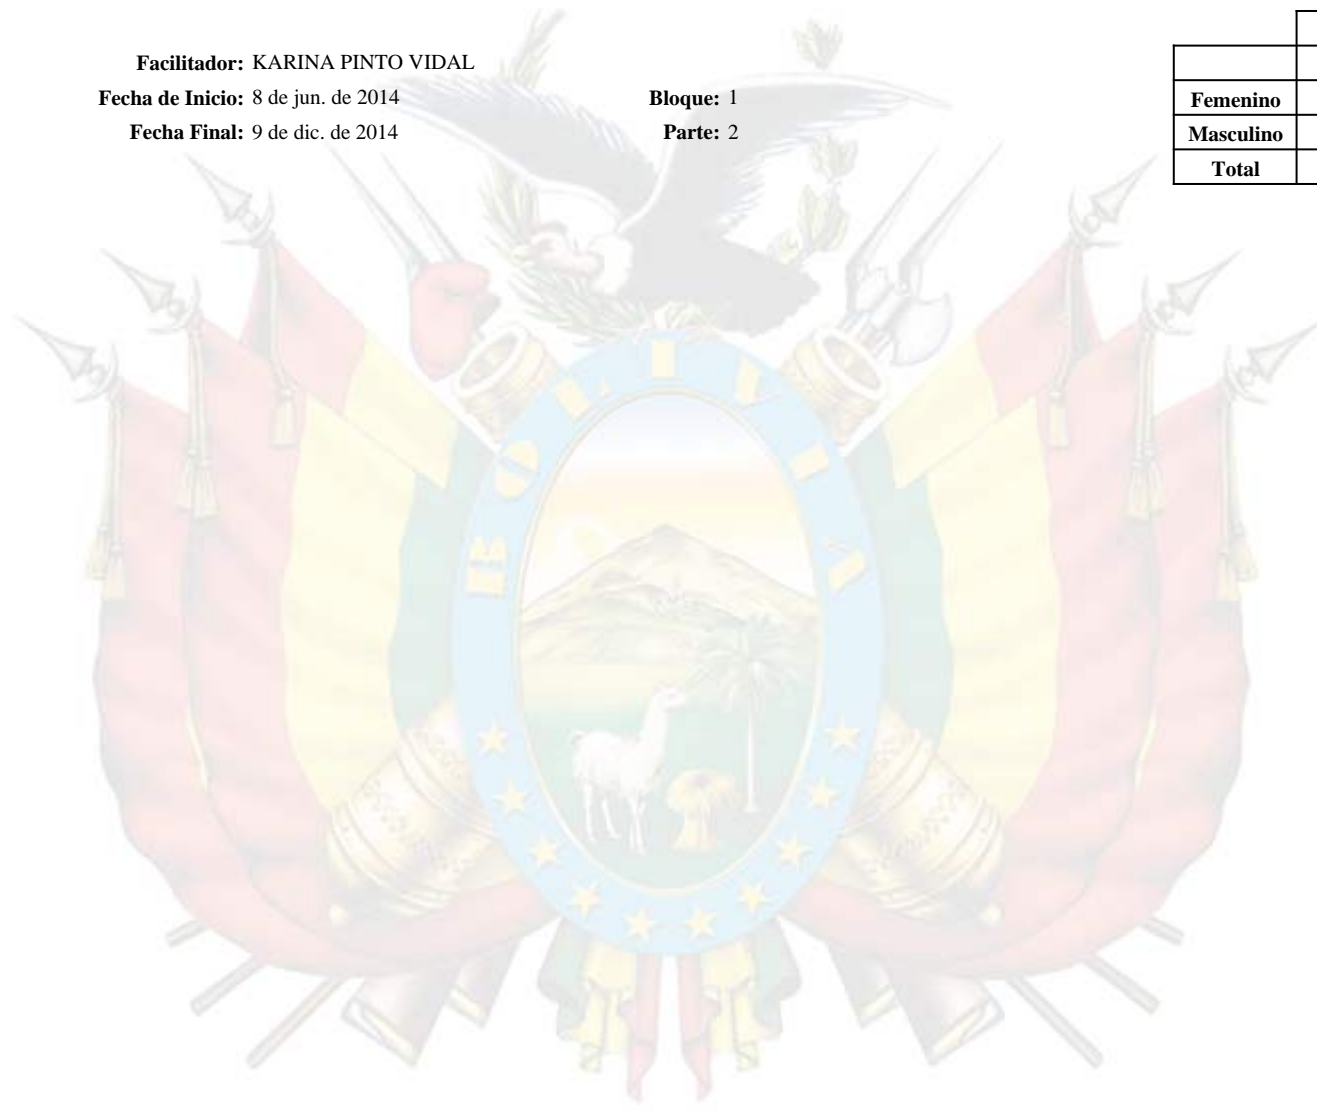 Facilitador: KARINA PINTO VIDAL
Fecha de Inicio: 8 de jun. de 2014 Bloque: 1
Fecha Final: 9 de dic. de 2014 Parte: 2
Femenino
Masculino
Total
BOLIVIA